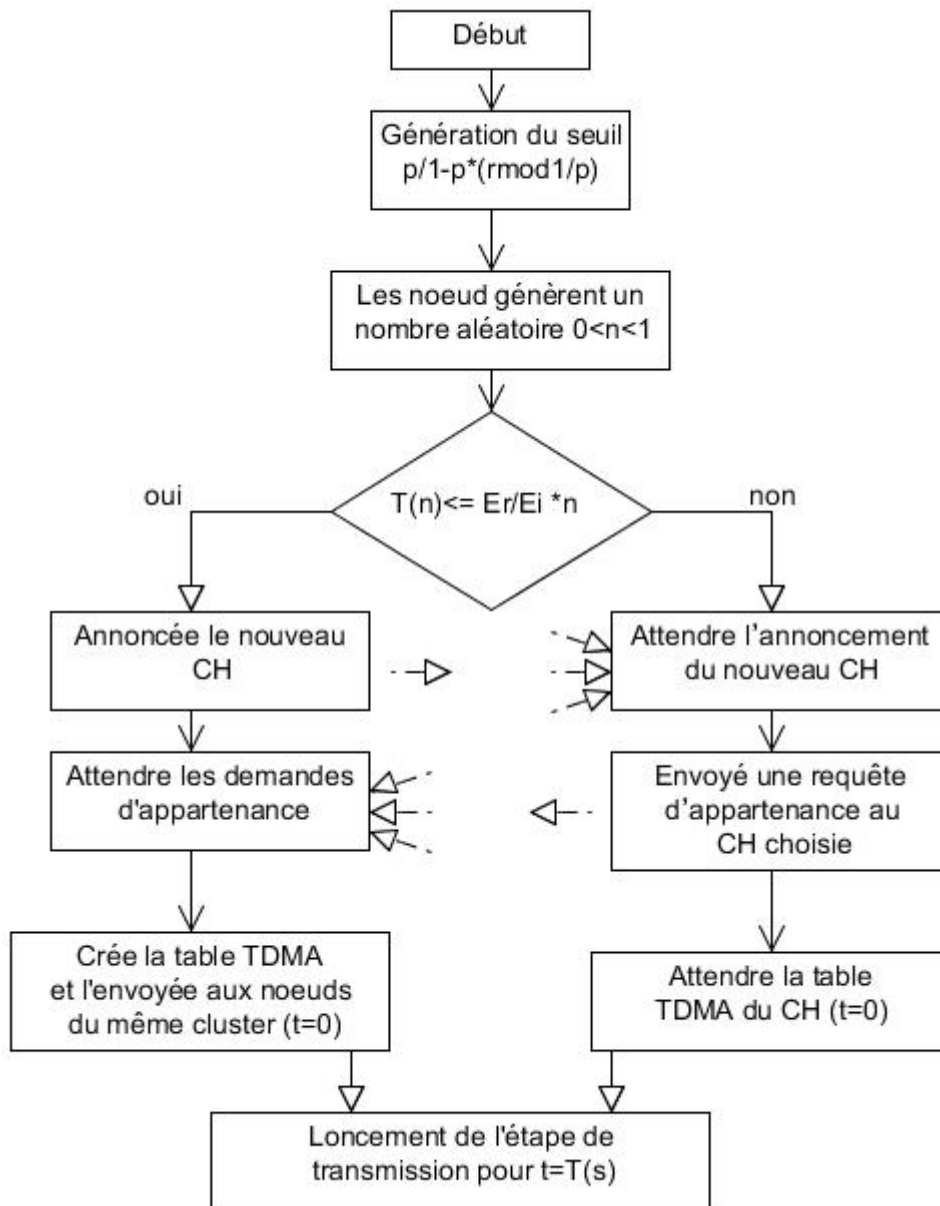 Début
Génération du seuil
p/1-p*(rmod1/p)
Les noeud génèrent un
nombre aléatoire 0<n<1
T(n)<= Er/Ei *n
oui
non
Annoncée le nouveau
CH
Attendre l'annoncement
du nouveau CH
Attendre les demandes
d'appartenance
Envoyé une requête
d'appartenance au
CH choisie
Crée la table TDMA
et l'envoyée aux noeuds
du même cluster (t=0)
Attendre la table
TDMA du CH (t=0)
Loncement de l'étape de
transmission pour t=T(s)